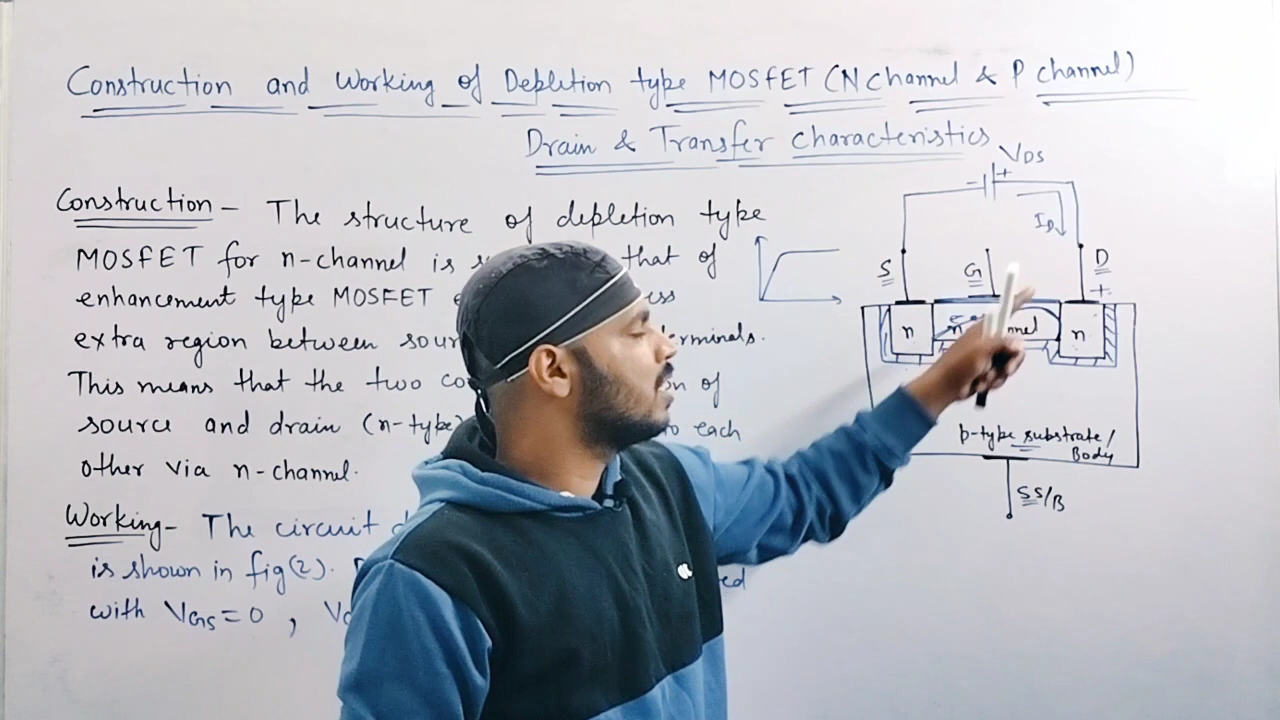 Construction and Working of Depletion type MOSFET (N channel & P channel)
Drain & Transfer characteristics
Construction - The structure of depletion type
MOSFET for n-channel is that of
enhancement type MOSFET
extra region between
This means that the two of
source and drain (n-type) each
other via n-channel.
Working - The circuit
is shown in fig(2).
with VGS = 0 ,
VDS
- +
ID
S G D
+
n n n
p-type substrate/
Body
SS/B